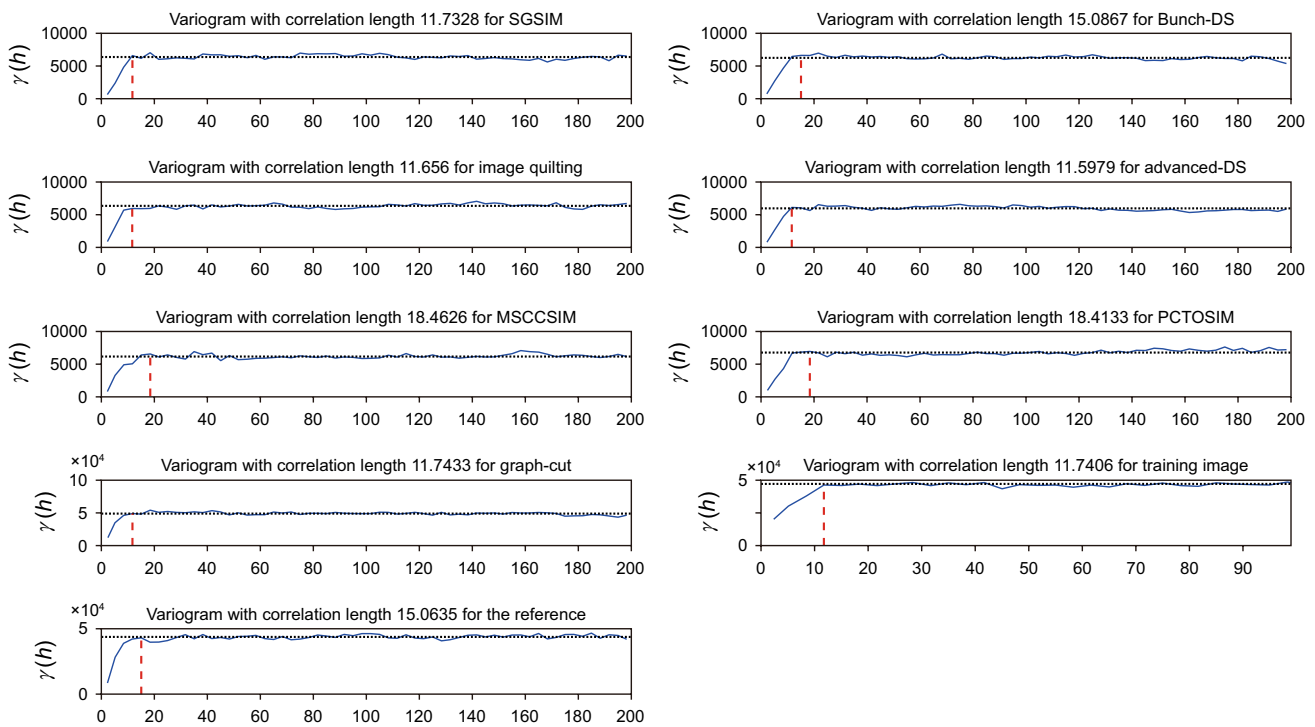 Variogram with correlation length 11.7328 for SGSIM
10000
5000
0
γ(h)
0 20 40 60 80 100 120 140 160 180 200
Variogram with correlation length 15.0867 for Bunch-DS
10000
5000
0
γ(h)
0 20 40 60 80 100 120 140 160 180 200
Variogram with correlation length 11.656 for image quilting
10000
5000
0
γ(h)
0 20 40 60 80 100 120 140 160 180 200
Variogram with correlation length 11.5979 for advanced-DS
10000
5000
0
γ(h)
0 20 40 60 80 100 120 140 160 180 200
Variogram with correlation length 18.4626 for MSCCSIM
10000
5000
0
γ(h)
0 20 40 60 80 100 120 140 160 180 200
Variogram with correlation length 18.4133 for PCTOSIM
10000
5000
0
γ(h)
0 20 40 60 80 100 120 140 160 180 200
×10⁴
Variogram with correlation length 11.7433 for graph-cut
10
5
0
γ(h)
0 20 40 60 80 100 120 140 160 180 200
×10⁴
Variogram with correlation length 11.7406 for training image
5
0
γ(h)
0 10 20 30 40 50 60 70 80 90
×10⁴
Variogram with correlation length 15.0635 for the reference
5
0
γ(h)
0 20 40 60 80 100 120 140 160 180 200